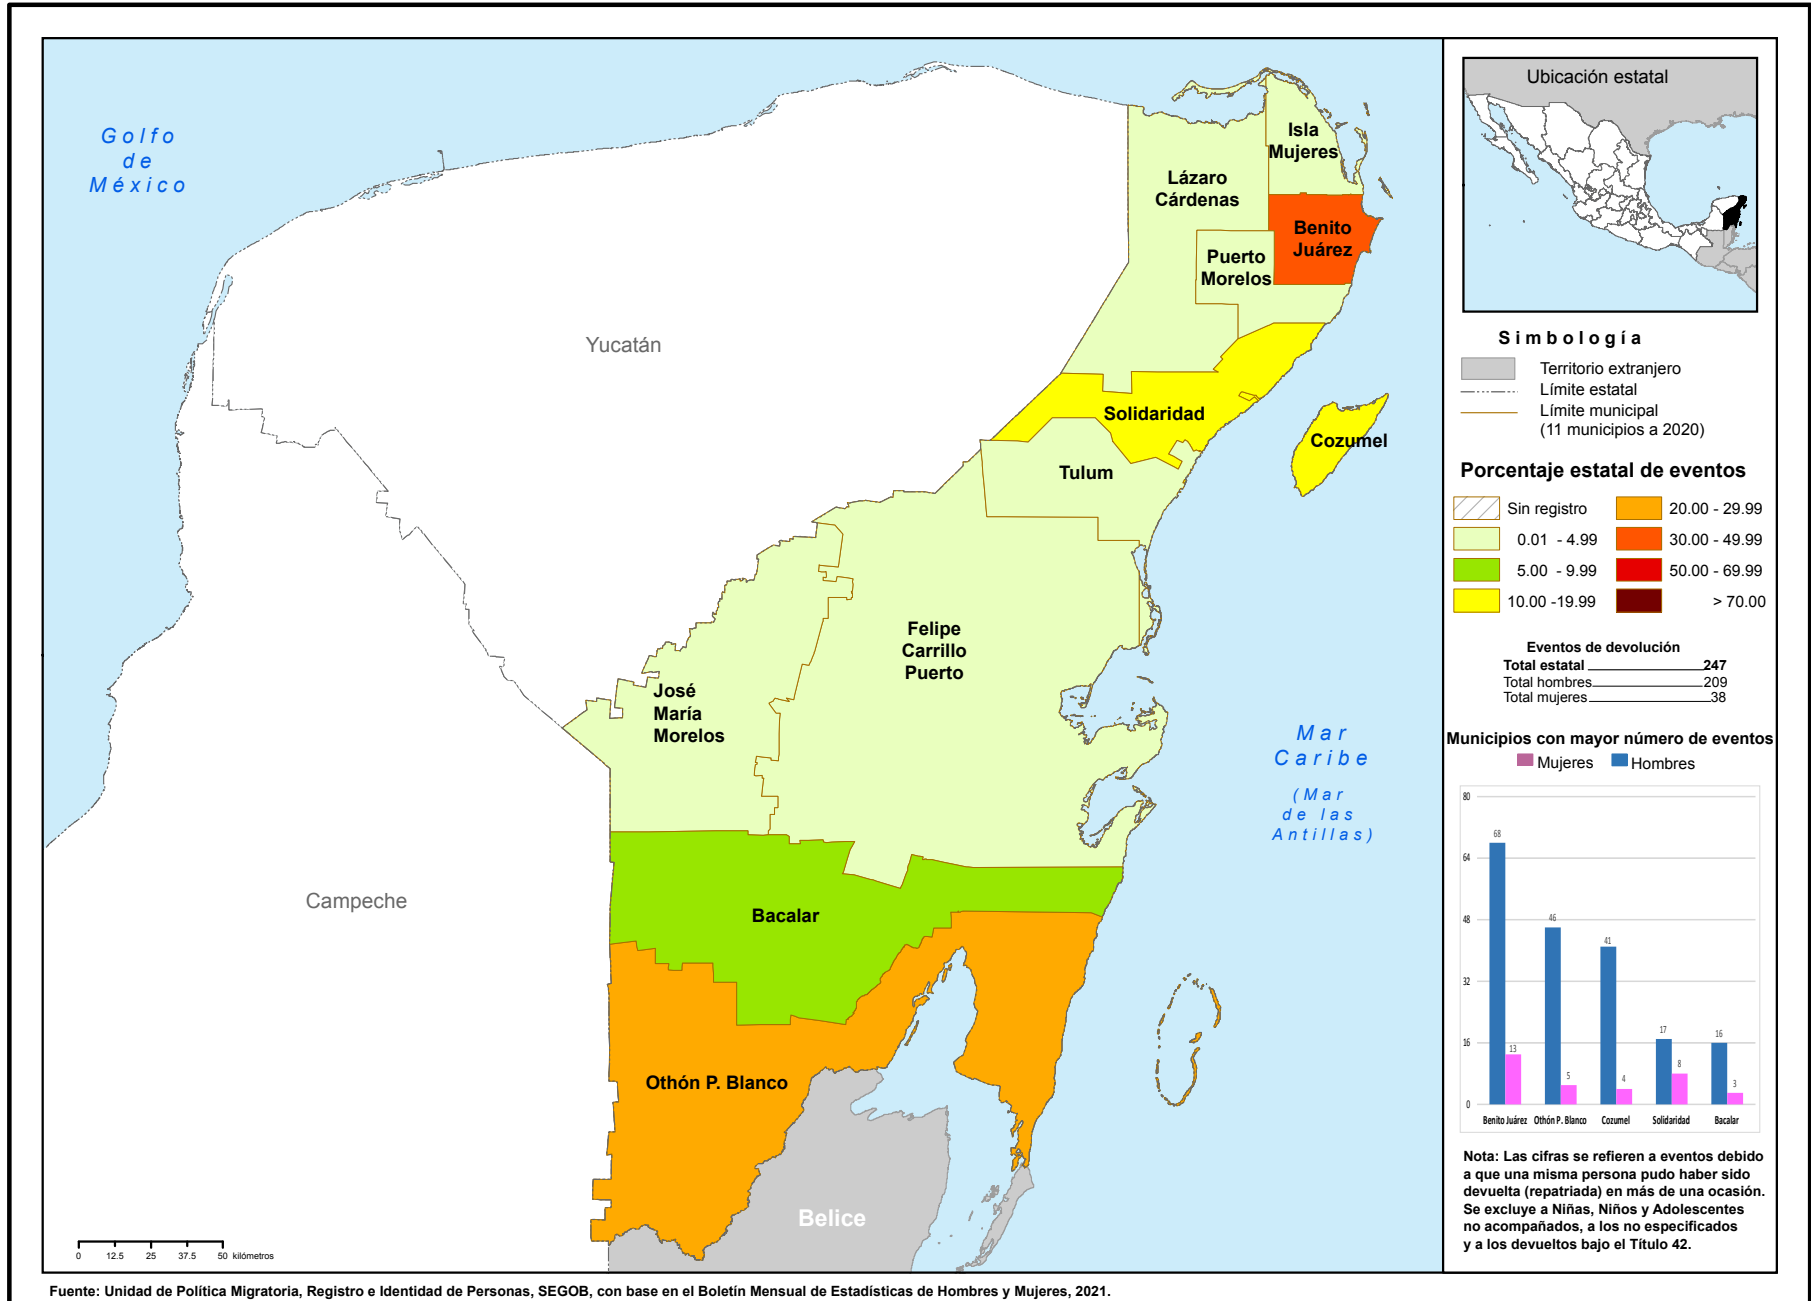 Golfo
de
México
Yucatán
Campeche
Isla
Mujeres
Lázaro
Cárdenas
Benito
Juárez
Puerto
Morelos
Solidaridad
Cozumel
Tulum
Felipe
Carrillo
Puerto
José
María
Morelos
Mar
Caribe
(Mar
de las
Antillas)
Bacalar
Othón P. Blanco
Belice
0 12.5 25 37.5 50 kilómetros
Ubicación estatal
Simbología
Territorio extranjero
Límite estatal
Límite municipal
(11 municipios a 2020)
Porcentaje estatal de eventos
Sin registro 20.00 - 29.99
0.01 - 4.99 30.00 - 49.99
5.00 - 9.99 50.00 - 69.99
10.00 -19.99 > 70.00
Eventos de devolución
Total estatal 247
Total hombres 209
Total mujeres 38
Municipios con mayor número de eventos
Mujeres Hombres
80
68
64
48
46
41
32
17
16
16
13
8
5
4
3
0
Benito Juárez Othón P. Blanco Cozumel Solidaridad Bacalar
Nota: Las cifras se refieren a eventos debido
a que una misma persona pudo haber sido
devuelta (repatriada) en más de una ocasión.
Se excluye a Niñas, Niños y Adolescentes
no acompañados, a los no especificados
y a los devueltos bajo el Título 42.
Fuente: Unidad de Política Migratoria, Registro e Identidad de Personas, SEGOB, con base en el Boletín Mensual de Estadísticas de Hombres y Mujeres, 2021.